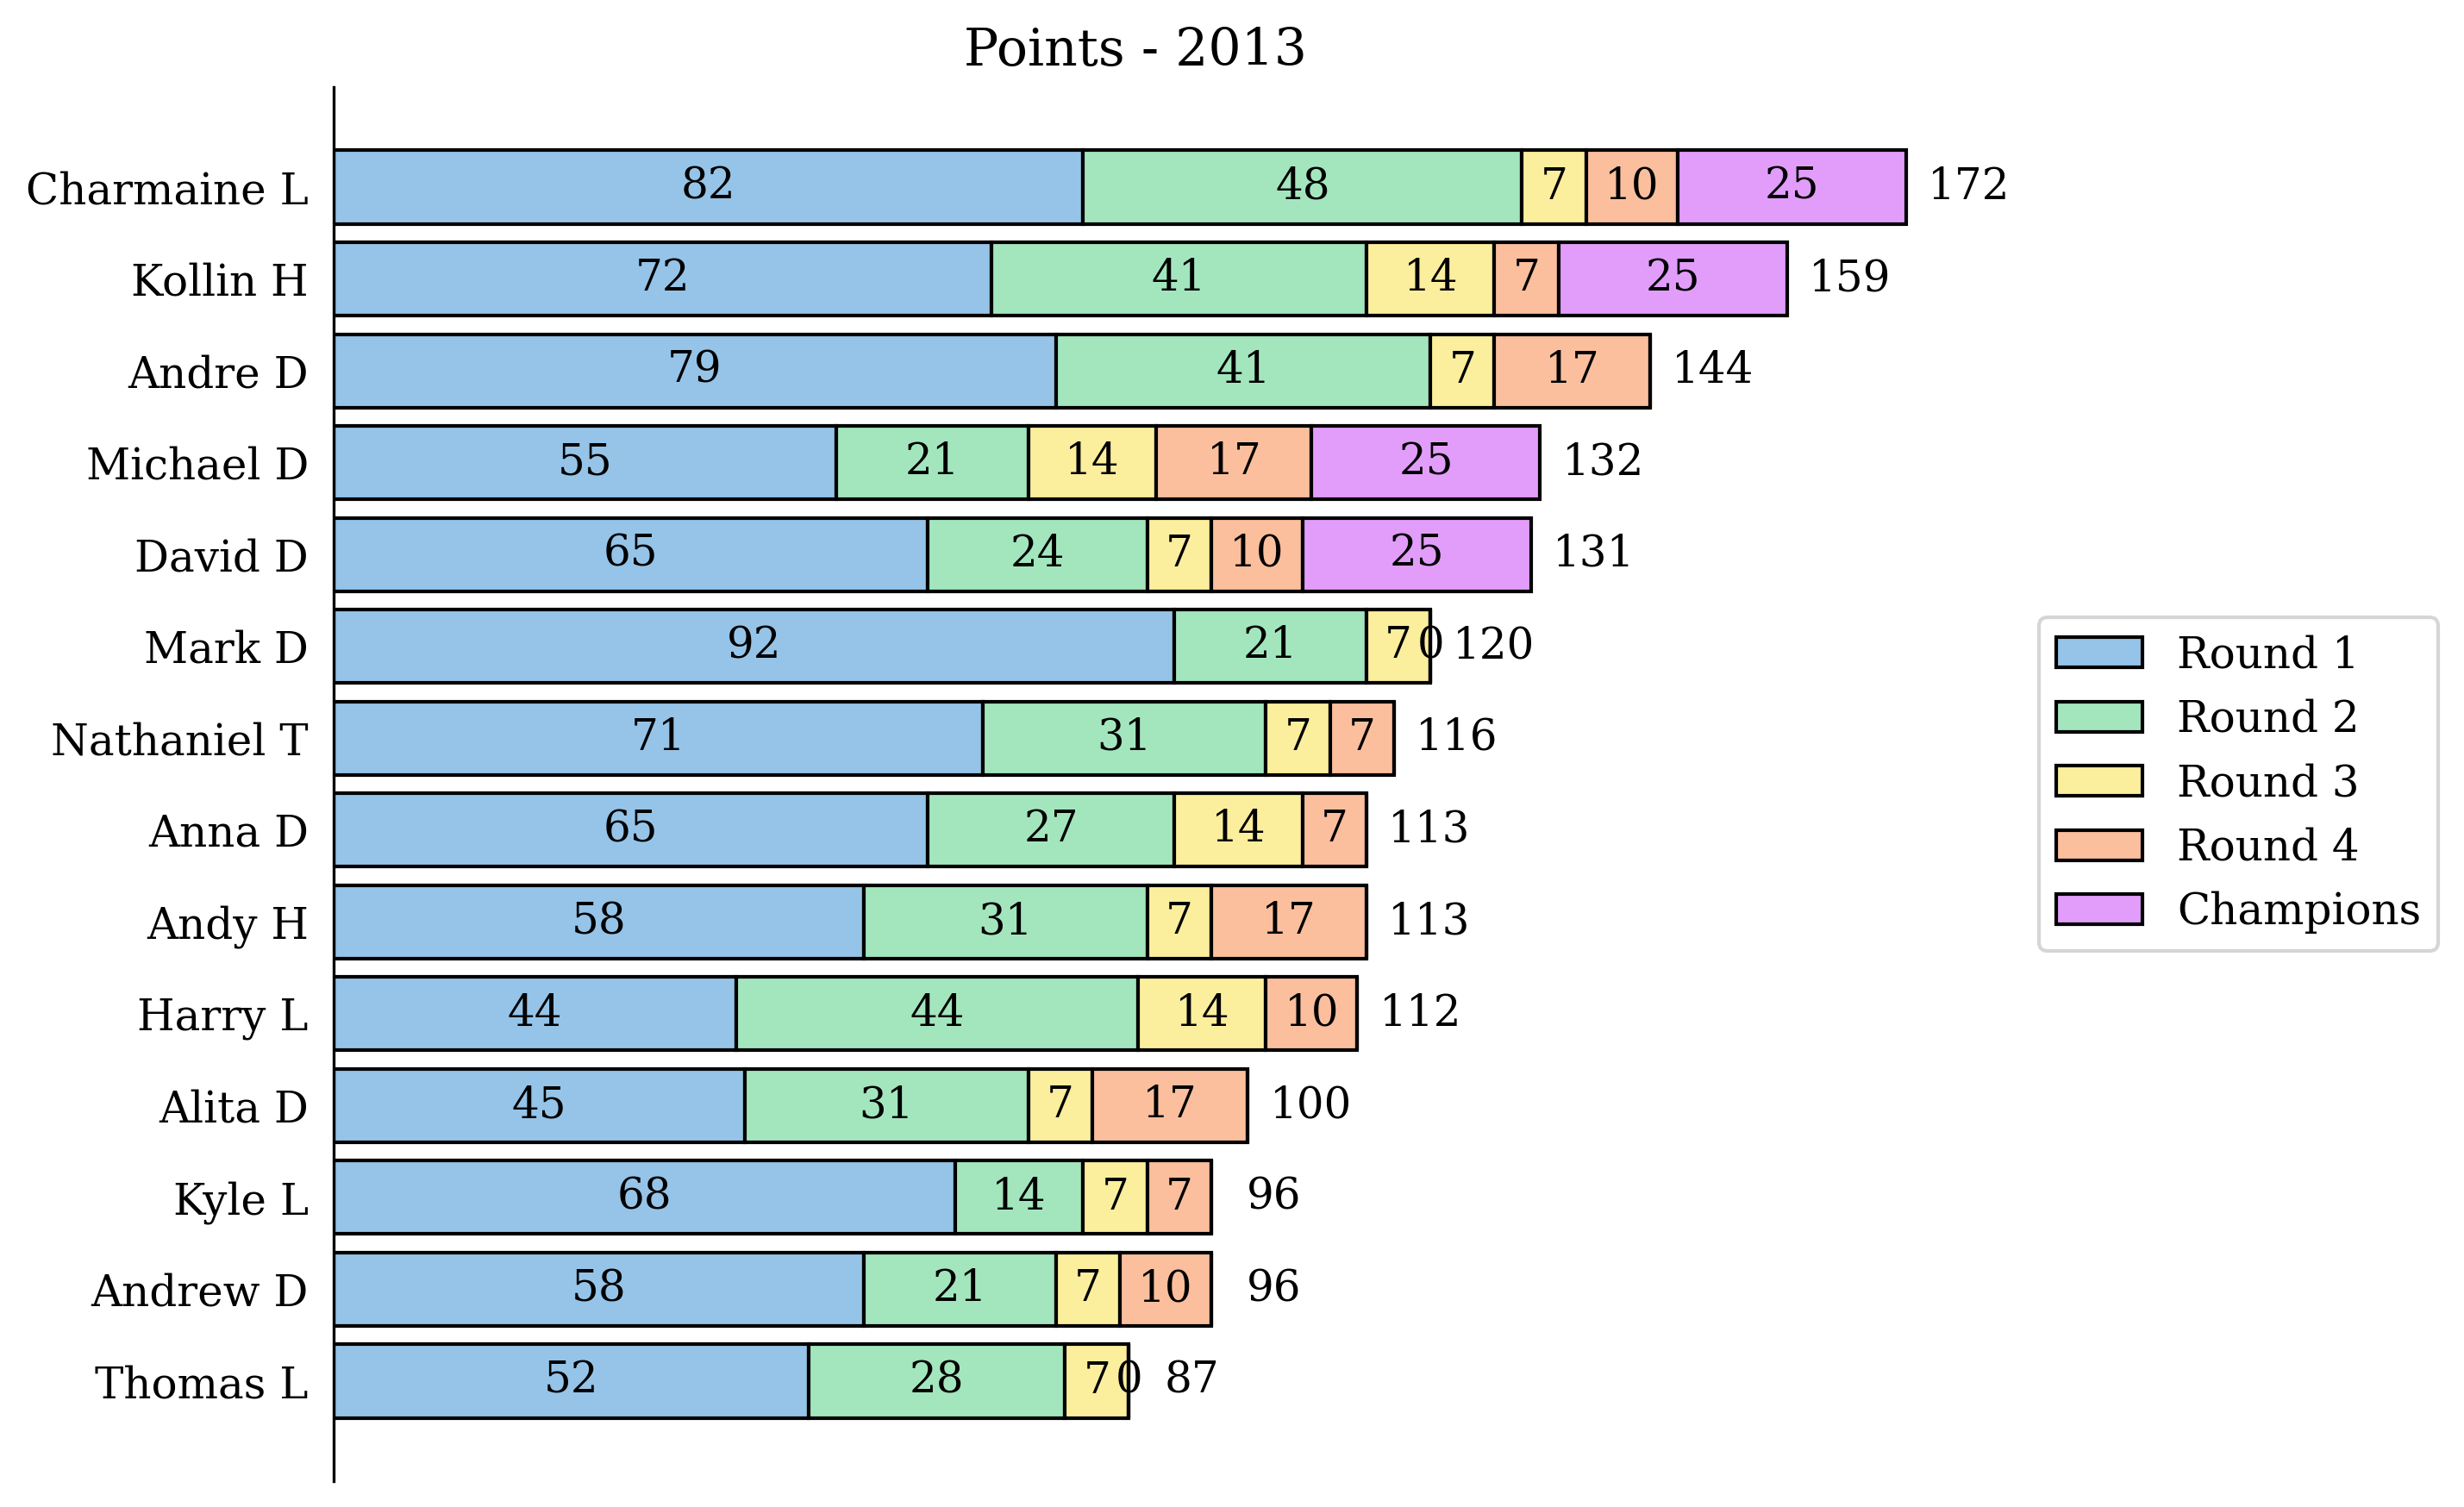 Points - 2013
Charmaine L 82 48 7 10 25 172
Kollin H 72 41 14 7 25 159
Andre D 79 41 7 17 144
Michael D 55 21 14 17 25 132
David D 65 24 7 10 25 131
Mark D 92 21 7 0 120
Nathaniel T 71 31 7 7 116
Anna D 65 27 14 7 113
Andy H 58 31 7 17 113
Harry L 44 44 14 10 112
Alita D 45 31 7 17 100
Kyle L 68 14 7 7 96
Andrew D 58 21 7 10 96
Thomas L 52 28 7 0 87
Round 1
Round 2
Round 3
Round 4
Champions